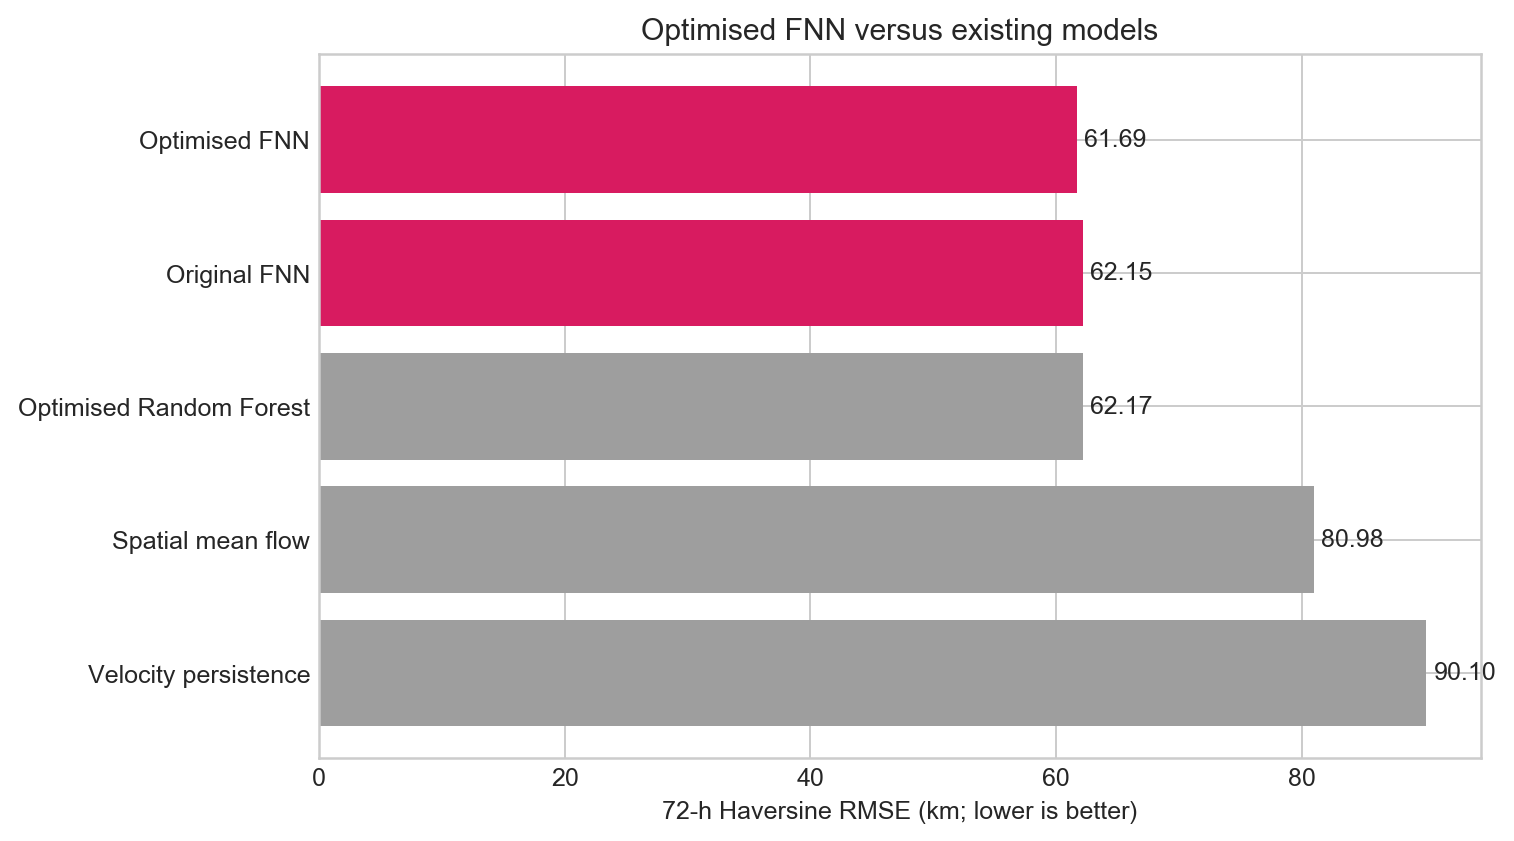 Optimised FNN versus existing models
Optimised FNN
61.69
Original FNN
62.15
Optimised Random Forest
62.17
Spatial mean flow
80.98
Velocity persistence
90.10
0 20 40 60 80
72-h Haversine RMSE (km; lower is better)